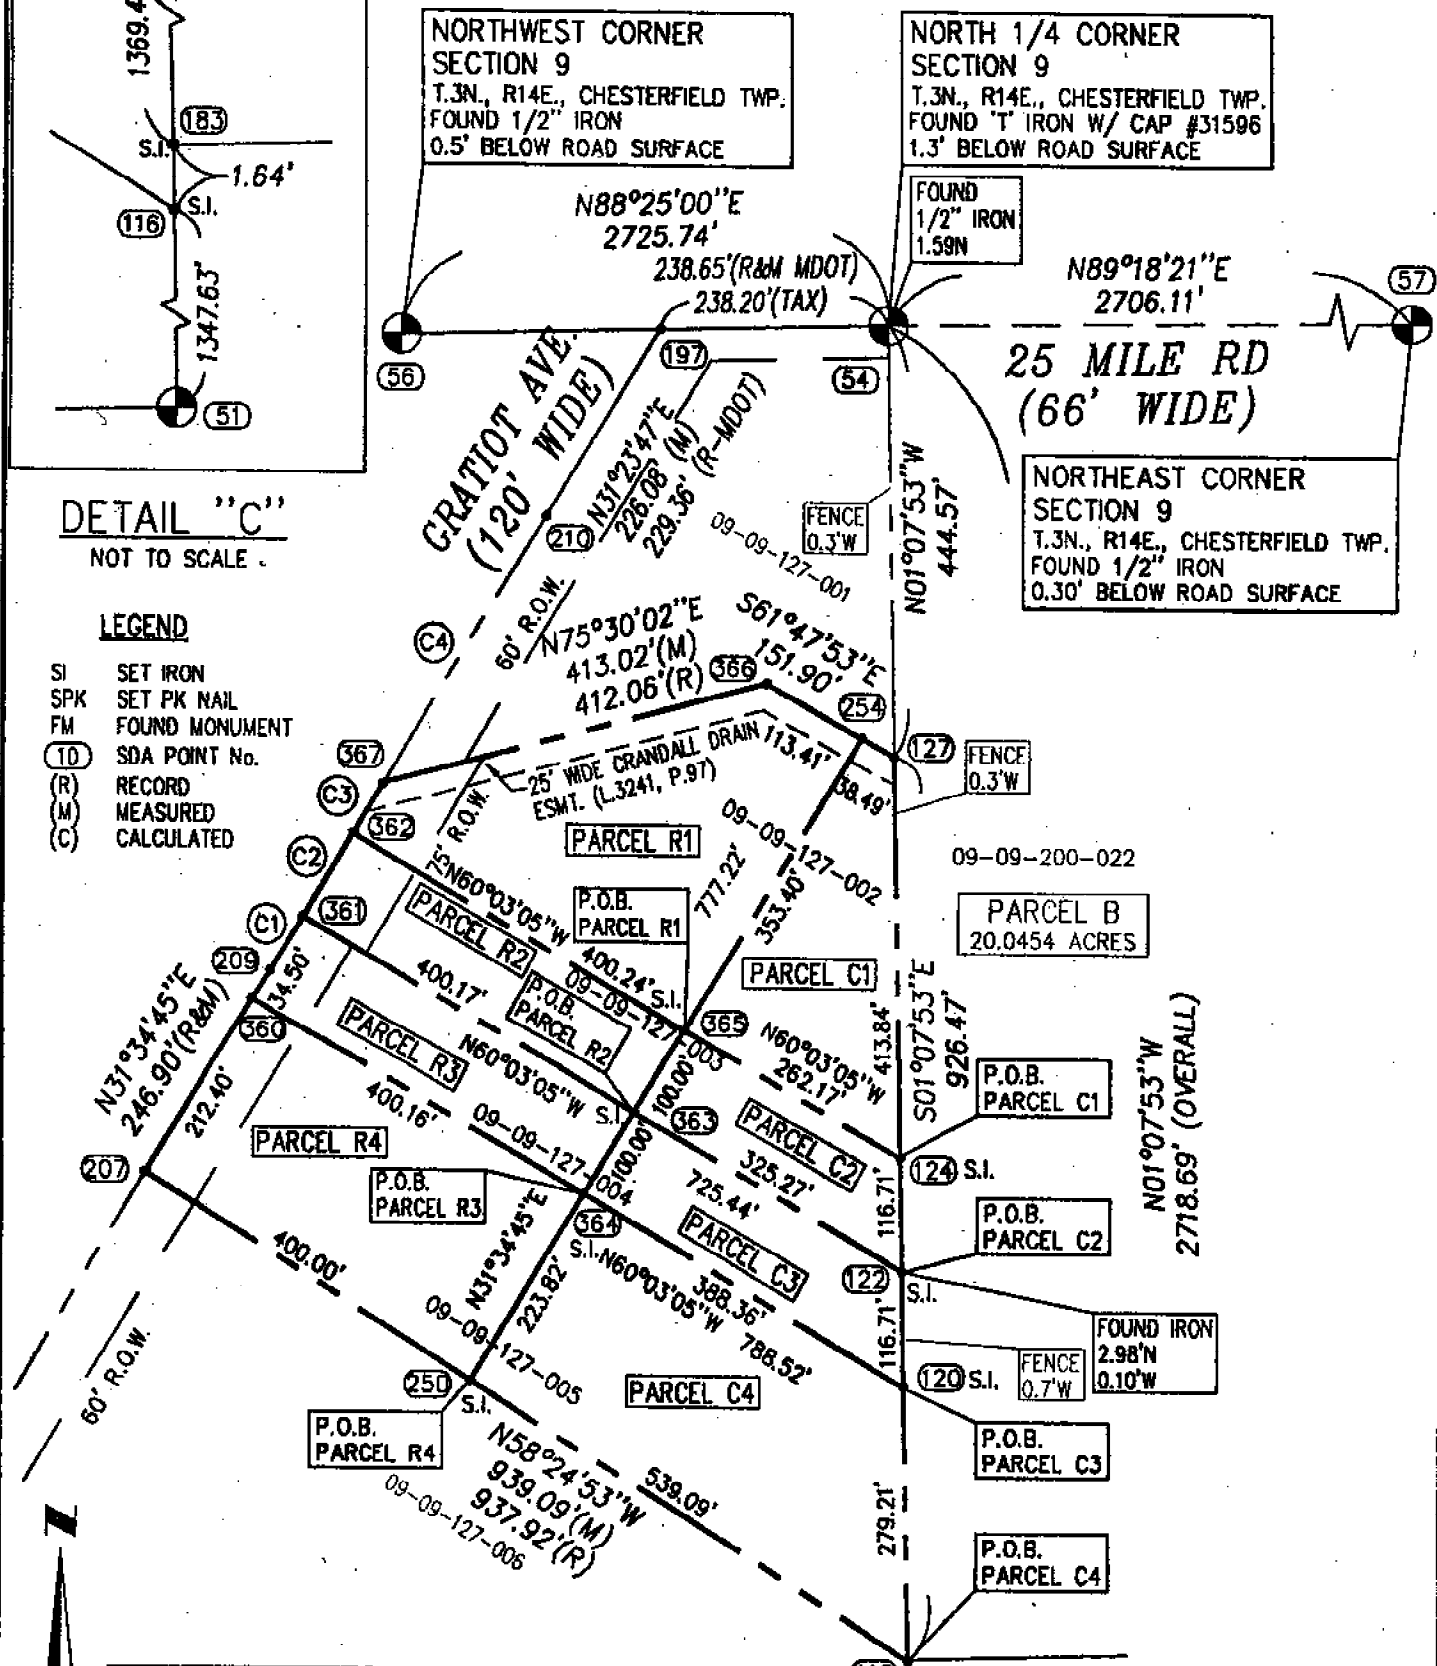 1369.4
183
S.I.
1.64'
116
S.I.
1347.63'
51
DETAIL "C"
NOT TO SCALE
LEGEND
SI SET IRON
SPK SET PK NAIL
FM FOUND MONUMENT
10 SDA POINT No.
(R) RECORD
(M) MEASURED
(C) CALCULATED
NORTHWEST CORNER
SECTION 9
T.3N., R14E., CHESTERFIELD TWP.
FOUND 1/2" IRON
0.5' BELOW ROAD SURFACE
NORTH 1/4 CORNER
SECTION 9
T.3N., R14E., CHESTERFIELD TWP.
FOUND 'T' IRON W/ CAP #31596
1.3' BELOW ROAD SURFACE
FOUND
1/2" IRON
1.59N
N88°25'00"E
2725.74'
238.65'(R&M MDOT)
238.20'(TAX)
N89°18'21"E
2706.11'
57
56
197
54
25 MILE RD
(66' WIDE)
NORTHEAST CORNER
SECTION 9
T.3N., R14E., CHESTERFIELD TWP.
FOUND 1/2" IRON
0.30' BELOW ROAD SURFACE
GRATIOT AVE.
(120' WIDE)
N31°23'47"E
226.08 (M)
229.36' (R-MDOT)
210
09-09-127-001
FENCE
0.3'W
N01°07'53"W
444.57'
C4
60' R.O.W.
N75°30'02"E
413.02'(M)
412.06'(R)
366
S61°47'53"E
151.90'
254
127
FENCE
0.3'W
367
C3
25' WIDE CRANDALL DRAIN
ESMT. (L.3241, P.97)
113.41'
38.49'
362
R.O.W.
PARCEL R1
09-09-127-002
09-09-200-022
C2
361
C1
N60°03'05"W
400.24'
S.I.
PARCEL R2
P.O.B.
PARCEL R1
777.22'
353.40'
PARCEL B
20.0454 ACRES
PARCEL C1
209
134.50'
360
400.17'
N60°03'05"W
P.O.B.
PARCEL R2
09-09-127-003
365
N60°03'05"W
262.17'
413.84'
S01°07'53"E
926.47'
N01°07'53"W
2718.69' (OVERALL)
N31°34'45"E
246.90'(R&M)
212.40'
PARCEL R3
400.16'
S.I.
100.00'
363
P.O.B.
PARCEL C1
PARCEL R4
09-09-127-004
100.00'
PARCEL C2
325.27'
725.44'
124 S.I.
116.71'
207
P.O.B.
PARCEL R3
364
S.I.
P.O.B.
PARCEL C2
PARCEL C3
122
S.I.
400.00'
N31°34'45"E
223.82'
N60°03'05"W
388.36'
788.52'
116.71'
FOUND IRON
2.98'N
0.10'W
FENCE
0.7'W
120 S.I.
09-09-127-005
60' R.O.W.
250
S.I.
PARCEL C4
P.O.B.
PARCEL R4
P.O.B.
PARCEL C3
N58°24'53"W
939.09'(M)
937.92'(R)
539.09'
09-09-127-006
279.21'
P.O.B.
PARCEL C4